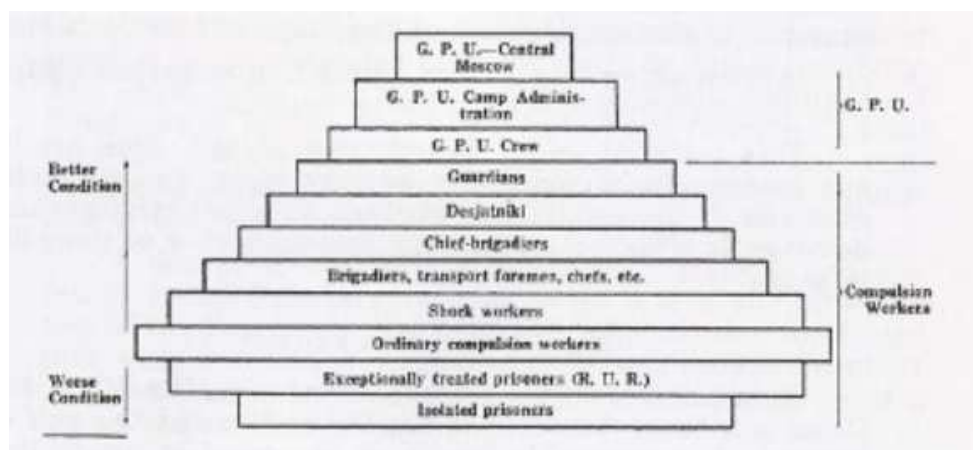 G. P. U.—Central
Moscow
G. P. U. Camp Adminis-
tration
G. P. U.
G. P. U. Crew
Better
Condition
Guardians
Desjatniki
Chief-brigadiers
Brigadiers, transport foremen, chefs, etc.
Compulsion
Workers
Shock workers
Ordinary compulsion workers
Worse
Condition
Exceptionally treated prisoners (R. U. R.)
Isolated prisoners